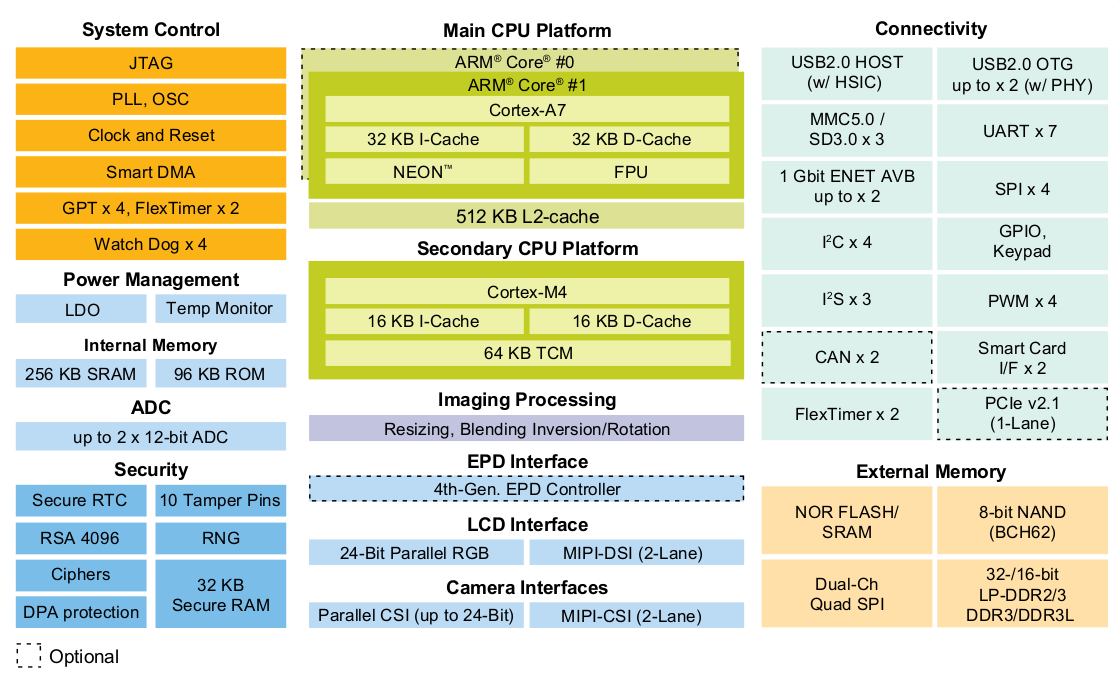 System Control
JTAG
PLL, OSC
Clock and Reset
Smart DMA
GPT x 4, FlexTimer x 2
Watch Dog x 4
Power Management
LDO
Temp Monitor
Internal Memory
256 KB SRAM
96 KB ROM
ADC
up to 2 x 12-bit ADC
Security
Secure RTC
10 Tamper Pins
RSA 4096
RNG
Ciphers
DPA protection
32 KB
Secure RAM
Optional
Main CPU Platform
ARM® Core® #0
ARM® Core® #1
Cortex-A7
32 KB I-Cache
32 KB D-Cache
NEON™
FPU
512 KB L2-cache
Secondary CPU Platform
Cortex-M4
16 KB I-Cache
16 KB D-Cache
64 KB TCM
Imaging Processing
Resizing, Blending Inversion/Rotation
EPD Interface
4th-Gen. EPD Controller
LCD Interface
24-Bit Parallel RGB
MIPI-DSI (2-Lane)
Camera Interfaces
Parallel CSI (up to 24-Bit)
MIPI-CSI (2-Lane)
Connectivity
USB2.0 HOST
(w/ HSIC)
USB2.0 OTG
up to x 2 (w/ PHY)
MMC5.0 /
SD3.0 x 3
UART x 7
1 Gbit ENET AVB
up to x 2
SPI x 4
I²C x 4
GPIO,
Keypad
I²S x 3
PWM x 4
CAN x 2
Smart Card
I/F x 2
FlexTimer x 2
PCIe v2.1
(1-Lane)
External Memory
NOR FLASH/
SRAM
8-bit NAND
(BCH62)
Dual-Ch
Quad SPI
32-/16-bit
LP-DDR2/3
DDR3/DDR3L